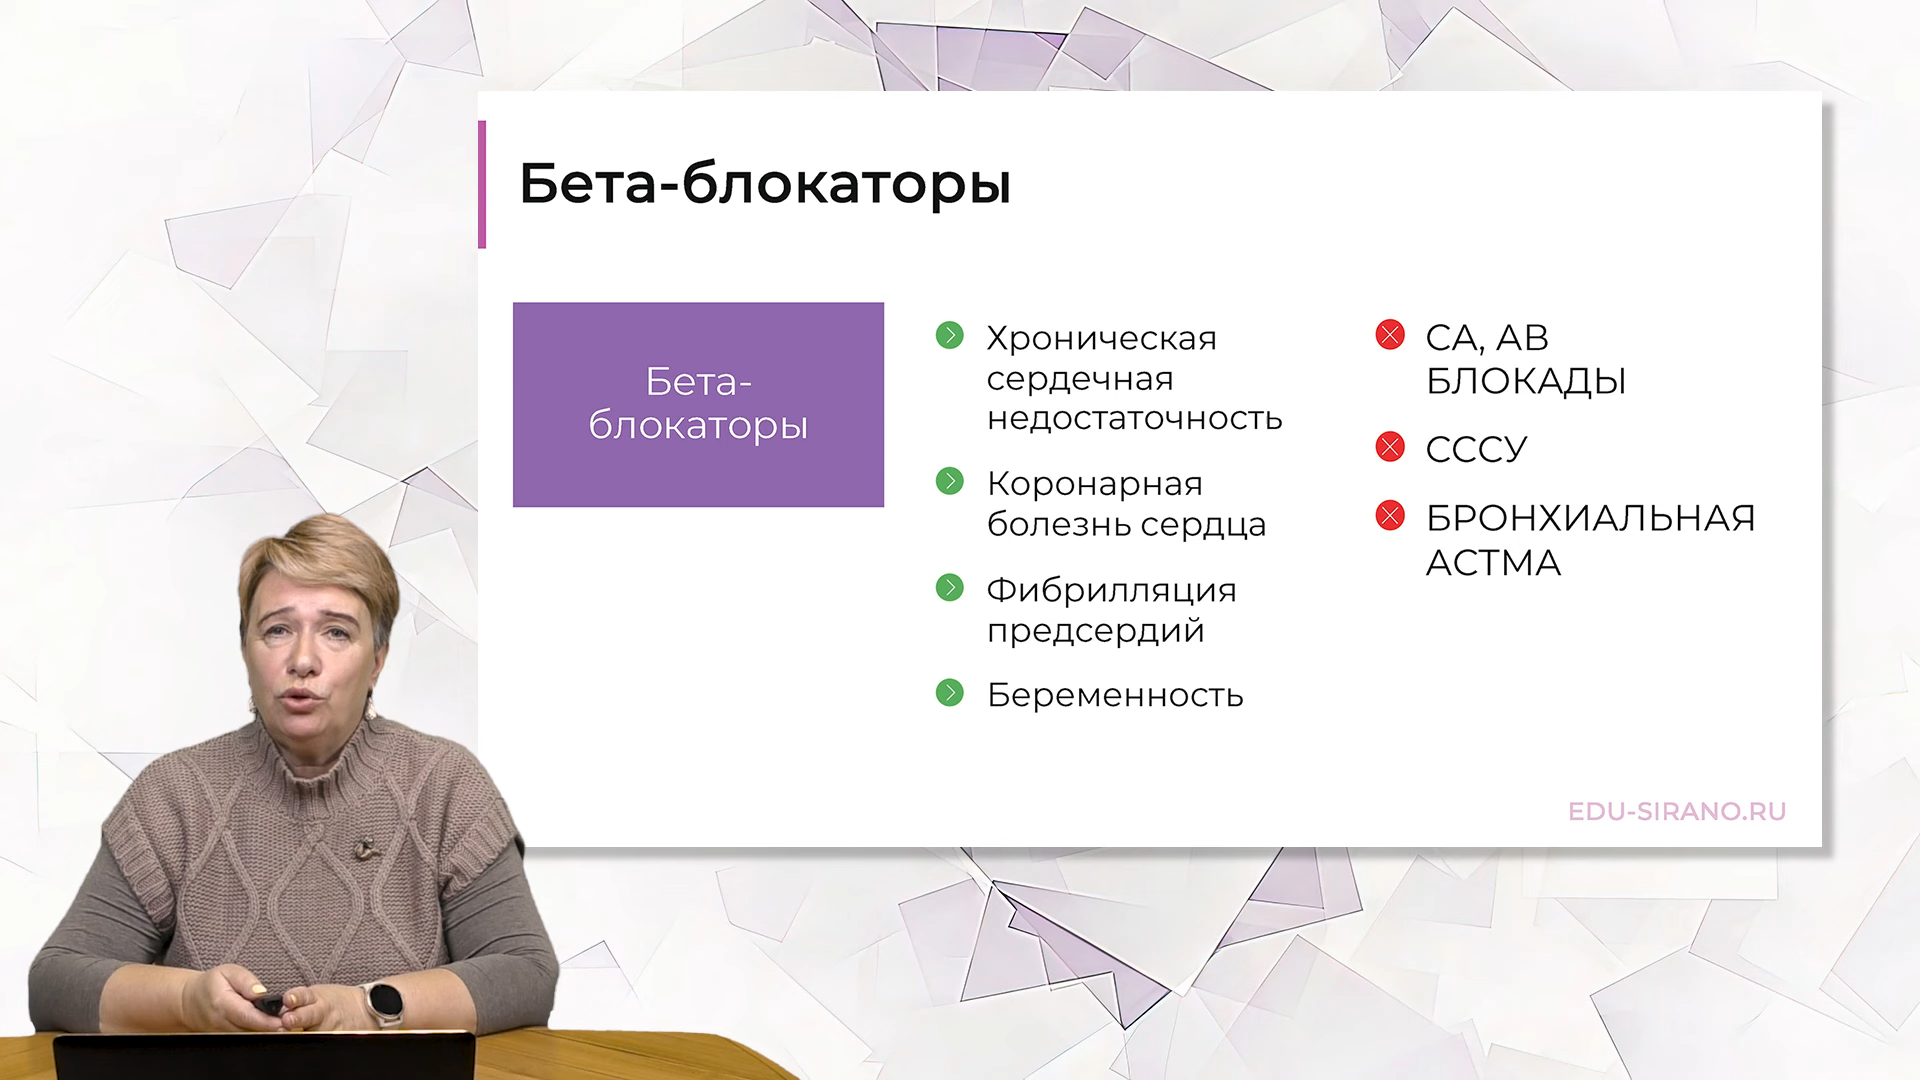 Бета-блокаторы
Бета-
блокаторы
Хроническая
сердечная
недостаточность
Коронарная
болезнь сердца
Фибрилляция
предсердий
Беременность
СА, АВ
БЛОКАДЫ
СССУ
БРОНХИАЛЬНАЯ
АСТМА
EDU-SIRANO.RU